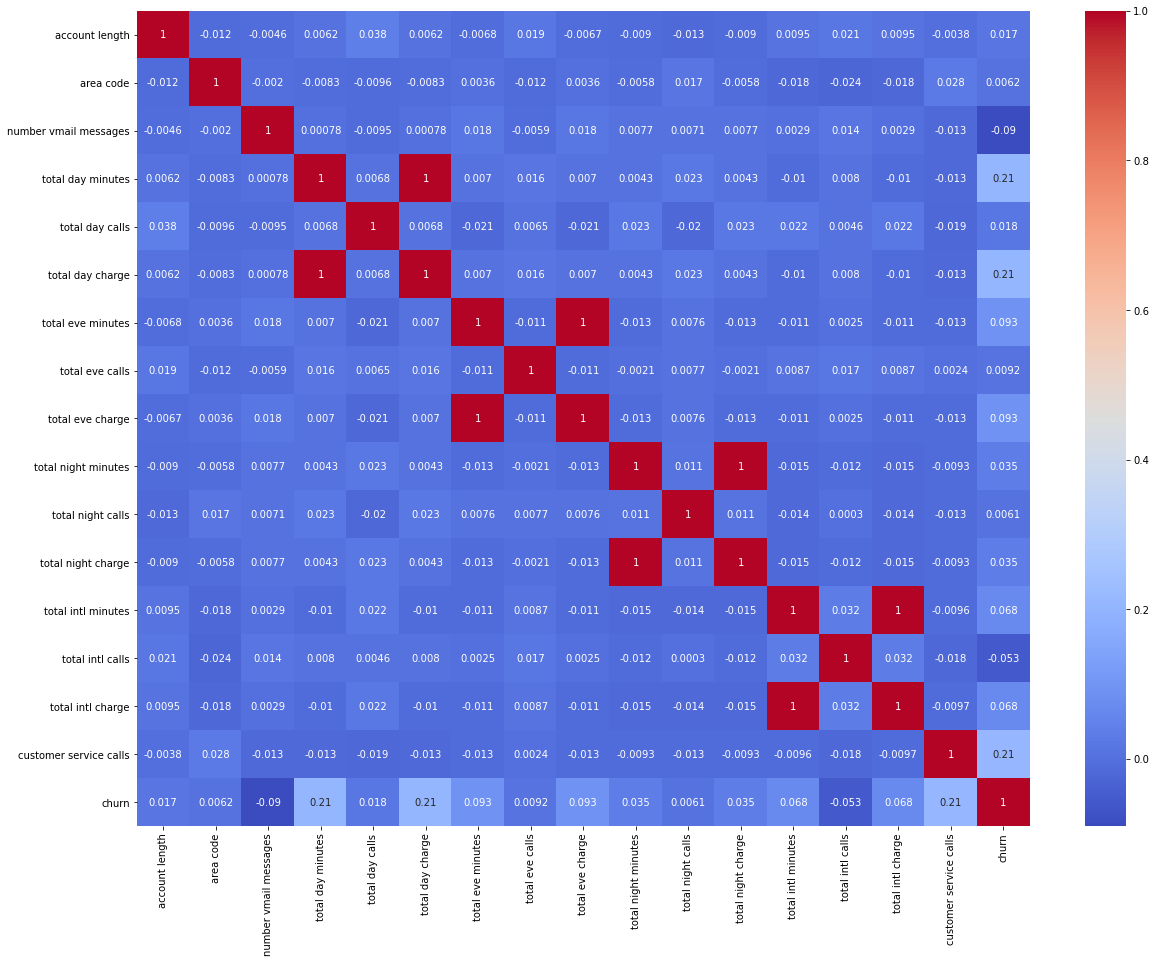 account length 1 -0.012 -0.0046 0.0062 0.038 0.0062 -0.0068 0.019 -0.0067 -0.009 -0.013 -0.009 0.0095 0.021 0.0095 -0.0038 0.017
area code -0.012 1 -0.002 -0.0083 -0.0096 -0.0083 0.0036 -0.012 0.0036 -0.0058 0.017 -0.0058 -0.018 -0.024 -0.018 0.028 0.0062
number vmail messages -0.0046 -0.002 1 0.00078 -0.0095 0.00078 0.018 -0.0059 0.018 0.0077 0.0071 0.0077 0.0029 0.014 0.0029 -0.013 -0.09
total day minutes 0.0062 -0.0083 0.00078 1 0.0068 1 0.007 0.016 0.007 0.0043 0.023 0.0043 -0.01 0.008 -0.01 -0.013 0.21
total day calls 0.038 -0.0096 -0.0095 0.0068 1 0.0068 -0.021 0.0065 -0.021 0.023 -0.02 0.023 0.022 0.0046 0.022 -0.019 0.018
total day charge 0.0062 -0.0083 0.00078 1 0.0068 1 0.007 0.016 0.007 0.0043 0.023 0.0043 -0.01 0.008 -0.01 -0.013 0.21
total eve minutes -0.0068 0.0036 0.018 0.007 -0.021 0.007 1 -0.011 1 -0.013 0.0076 -0.013 -0.011 0.0025 -0.011 -0.013 0.093
total eve calls 0.019 -0.012 -0.0059 0.016 0.0065 0.016 -0.011 1 -0.011 -0.0021 0.0077 -0.0021 0.0087 0.017 0.0087 0.0024 0.0092
total eve charge -0.0067 0.0036 0.018 0.007 -0.021 0.007 1 -0.011 1 -0.013 0.0076 -0.013 -0.011 0.0025 -0.011 -0.013 0.093
total night minutes -0.009 -0.0058 0.0077 0.0043 0.023 0.0043 -0.013 -0.0021 -0.013 1 0.011 1 -0.015 -0.012 -0.015 -0.0093 0.035
total night calls -0.013 0.017 0.0071 0.023 -0.02 0.023 0.0076 0.0077 0.0076 0.011 1 0.011 -0.014 0.0003 -0.014 -0.013 0.0061
total night charge -0.009 -0.0058 0.0077 0.0043 0.023 0.0043 -0.013 -0.0021 -0.013 1 0.011 1 -0.015 -0.012 -0.015 -0.0093 0.035
total intl minutes 0.0095 -0.018 0.0029 -0.01 0.022 -0.01 -0.011 0.0087 -0.011 -0.015 -0.014 -0.015 1 0.032 1 -0.0096 0.068
total intl calls 0.021 -0.024 0.014 0.008 0.0046 0.008 0.0025 0.017 0.0025 -0.012 0.0003 -0.012 0.032 1 0.032 -0.018 -0.053
total intl charge 0.0095 -0.018 0.0029 -0.01 0.022 -0.01 -0.011 0.0087 -0.011 -0.015 -0.014 -0.015 1 0.032 1 -0.0097 0.068
customer service calls -0.0038 0.028 -0.013 -0.013 -0.019 -0.013 -0.013 0.0024 -0.013 -0.0093 -0.013 -0.0093 -0.0096 -0.018 -0.0097 1 0.21
churn 0.017 0.0062 -0.09 0.21 0.018 0.21 0.093 0.0092 0.093 0.035 0.0061 0.035 0.068 -0.053 0.068 0.21 1
account length
area code
number vmail messages
total day minutes
total day calls
total day charge
total eve minutes
total eve calls
total eve charge
total night minutes
total night calls
total night charge
total intl minutes
total intl calls
total intl charge
customer service calls
churn
1.0
0.8
0.6
0.4
0.2
0.0